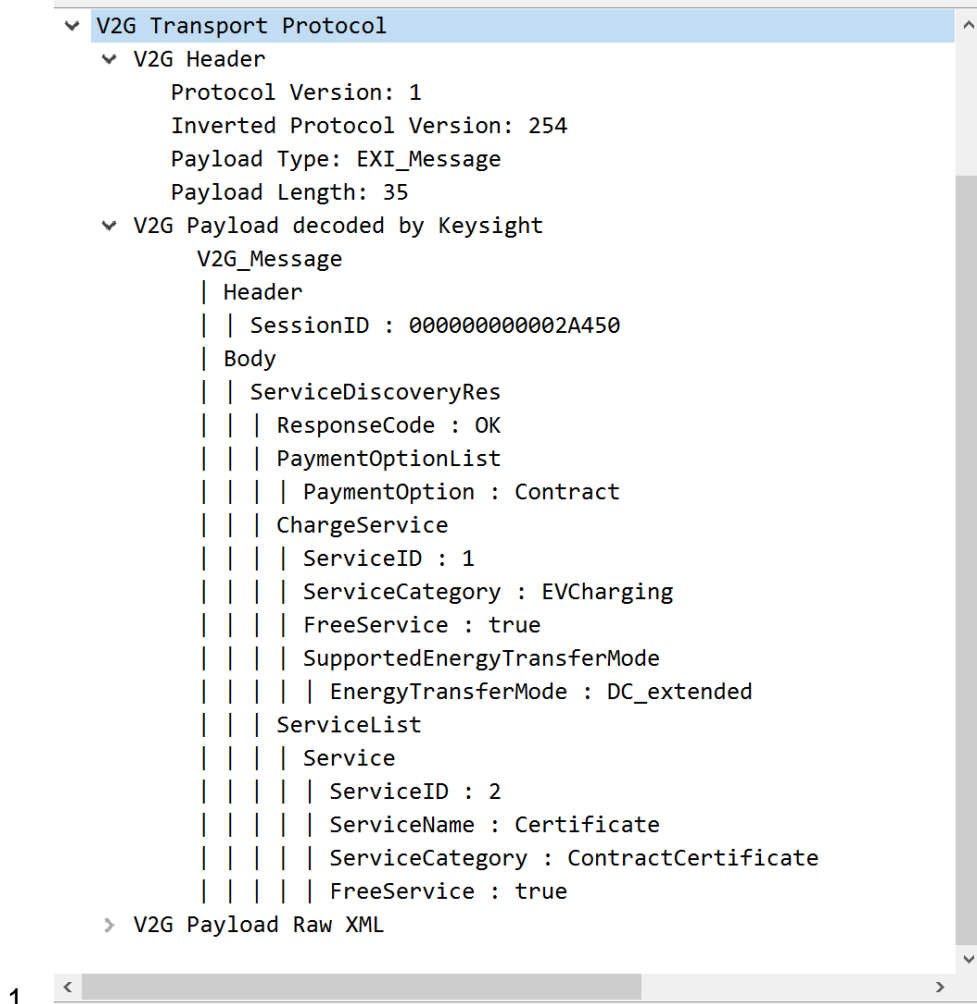 V2G Transport Protocol
V2G Header
Protocol Version: 1
Inverted Protocol Version: 254
Payload Type: EXI_Message
Payload Length: 35
V2G Payload decoded by Keysight
V2G_Message
| Header
| | SessionID : 000000000002A450
| Body
| | ServiceDiscoveryRes
| | | ResponseCode : OK
| | | PaymentOptionList
| | | | PaymentOption : Contract
| | | ChargeService
| | | | ServiceID : 1
| | | | ServiceCategory : EVCharging
| | | | FreeService : true
| | | | SupportedEnergyTransferMode
| | | | | EnergyTransferMode : DC_extended
| | | ServiceList
| | | | Service
| | | | | ServiceID : 2
| | | | | ServiceName : Certificate
| | | | | ServiceCategory : ContractCertificate
| | | | | FreeService : true
V2G Payload Raw XML
1